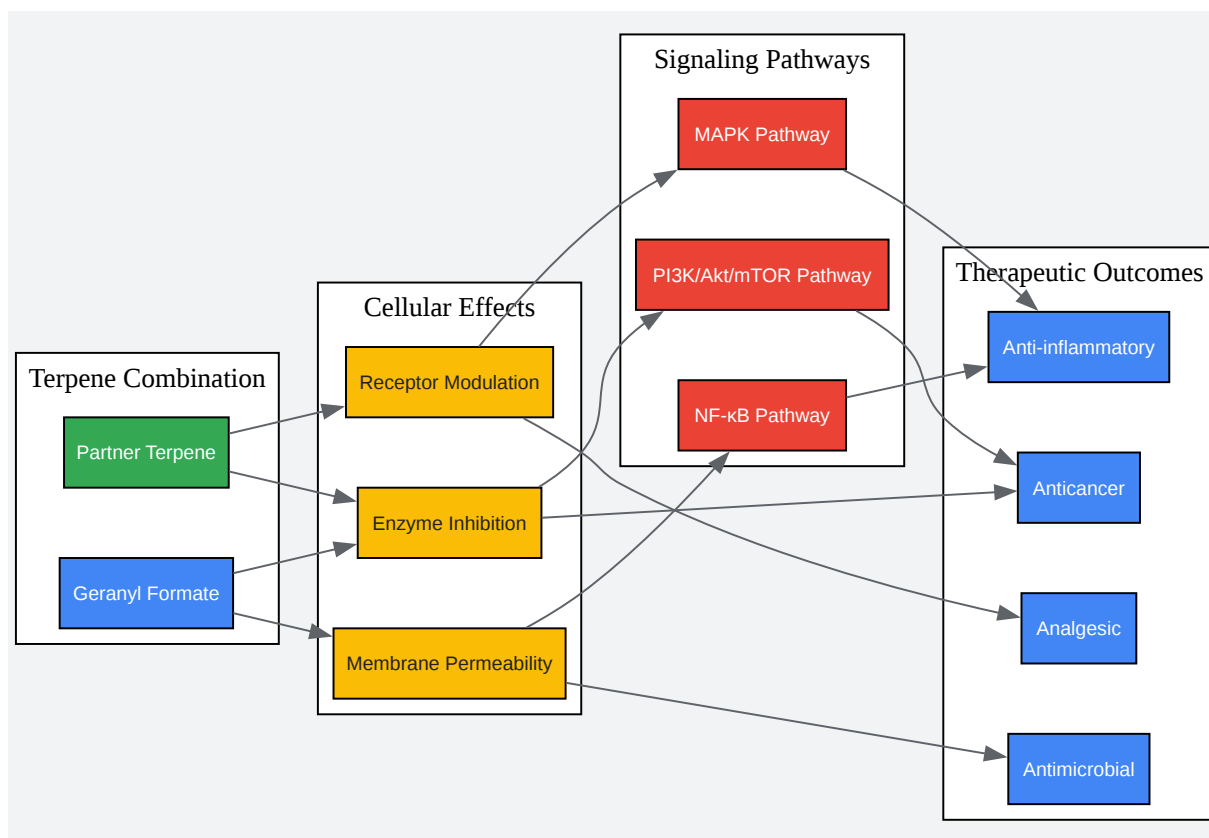 Terpene Combination
Partner Terpene
Geranyl Formate
Cellular Effects
Receptor Modulation
Enzyme Inhibition
Membrane Permeability
Signaling Pathways
MAPK Pathway
PI3K/Akt/mTOR Pathway
NF-κB Pathway
Therapeutic Outcomes
Anti-inflammatory
Anticancer
Analgesic
Antimicrobial